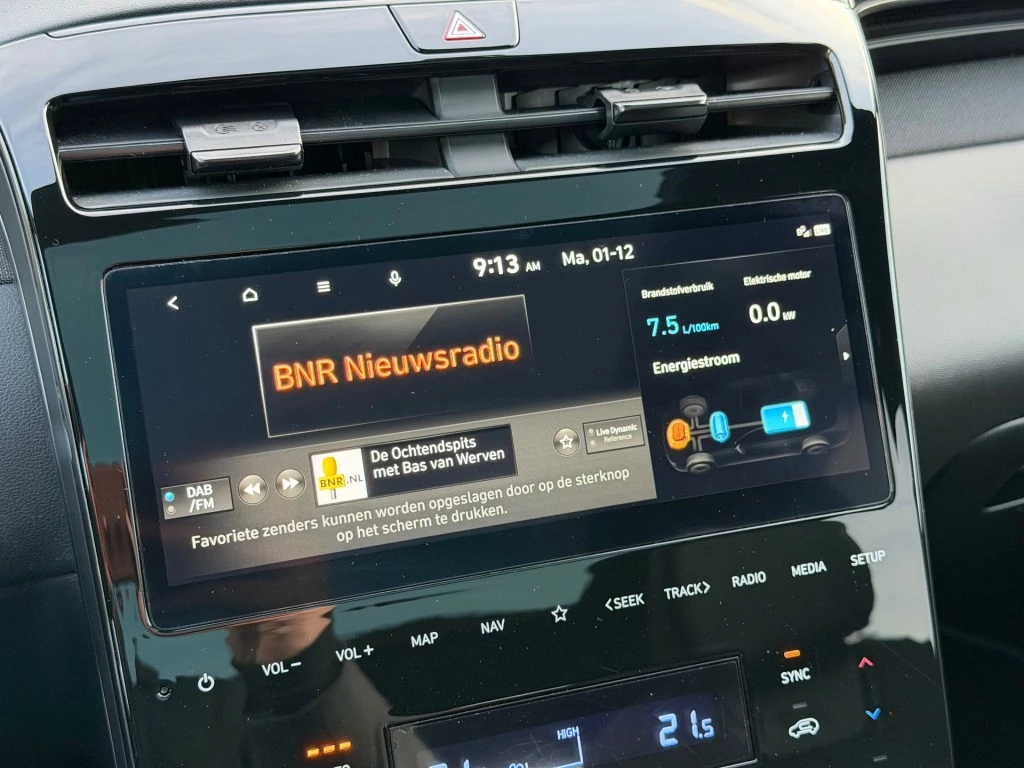 9:13 AM
Ma, 01-12
BNR Nieuwsradio
Brandstofverbruik
7.5 L/100km
Elektrische motor
0.0 kW
Energiestroom
BNR.NL
De Ochtendspits
met Bas van Werven
Live Dynamic
Reference
DAB
/FM
Favoriete zenders kunnen worden opgeslagen door op de sterknop
op het scherm te drukken.
VOL −
VOL +
MAP
NAV
<SEEK
TRACK>
RADIO
MEDIA
SETUP
SYNC
HIGH
21.5